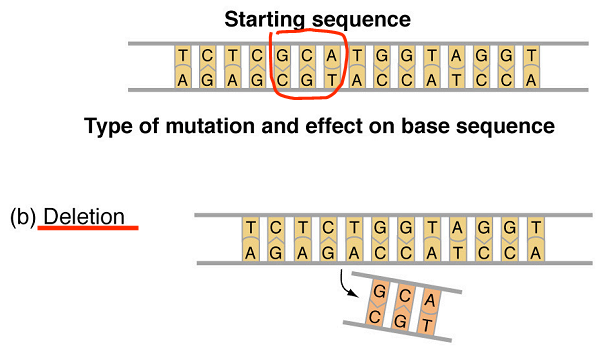 Starting sequence
T C T C G C A T G G T A G G T
A G A G C G T A C C A T C C A
Type of mutation and effect on base sequence
(b) Deletion
T C T C T G G T A G G T
A G A G A C C A T C C A
G C A
C G T